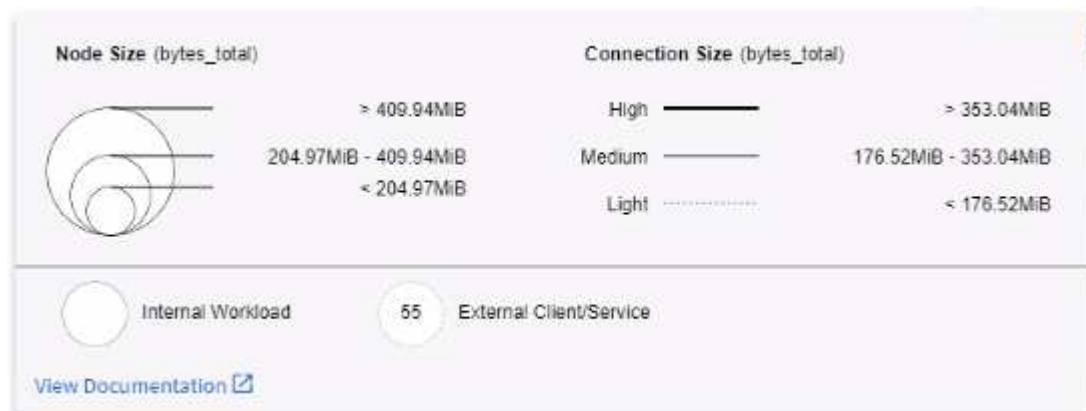 Node Size (bytes_total)
> 409.94MiB
204.97MiB - 409.94MiB
< 204.97MiB
Connection Size (bytes_total)
High > 353.04MiB
Medium 176.52MiB - 353.04MiB
Light < 176.52MiB
Internal Workload
55 External Client/Service
View Documentation